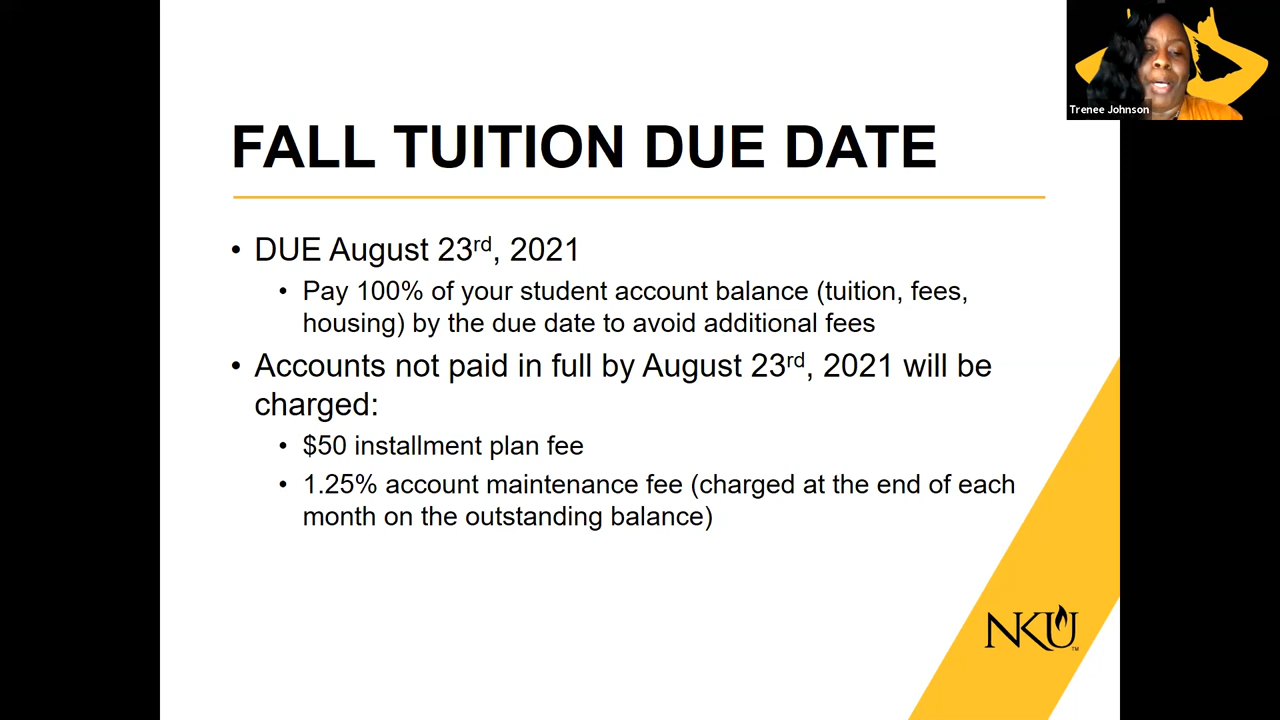 Trenee Johnson
FALL TUITION DUE DATE
• DUE August 23rd, 2021
• Pay 100% of your student account balance (tuition, fees,
housing) by the due date to avoid additional fees
• Accounts not paid in full by August 23rd, 2021 will be
charged:
• $50 installment plan fee
• 1.25% account maintenance fee (charged at the end of each
month on the outstanding balance)
NKU
TM